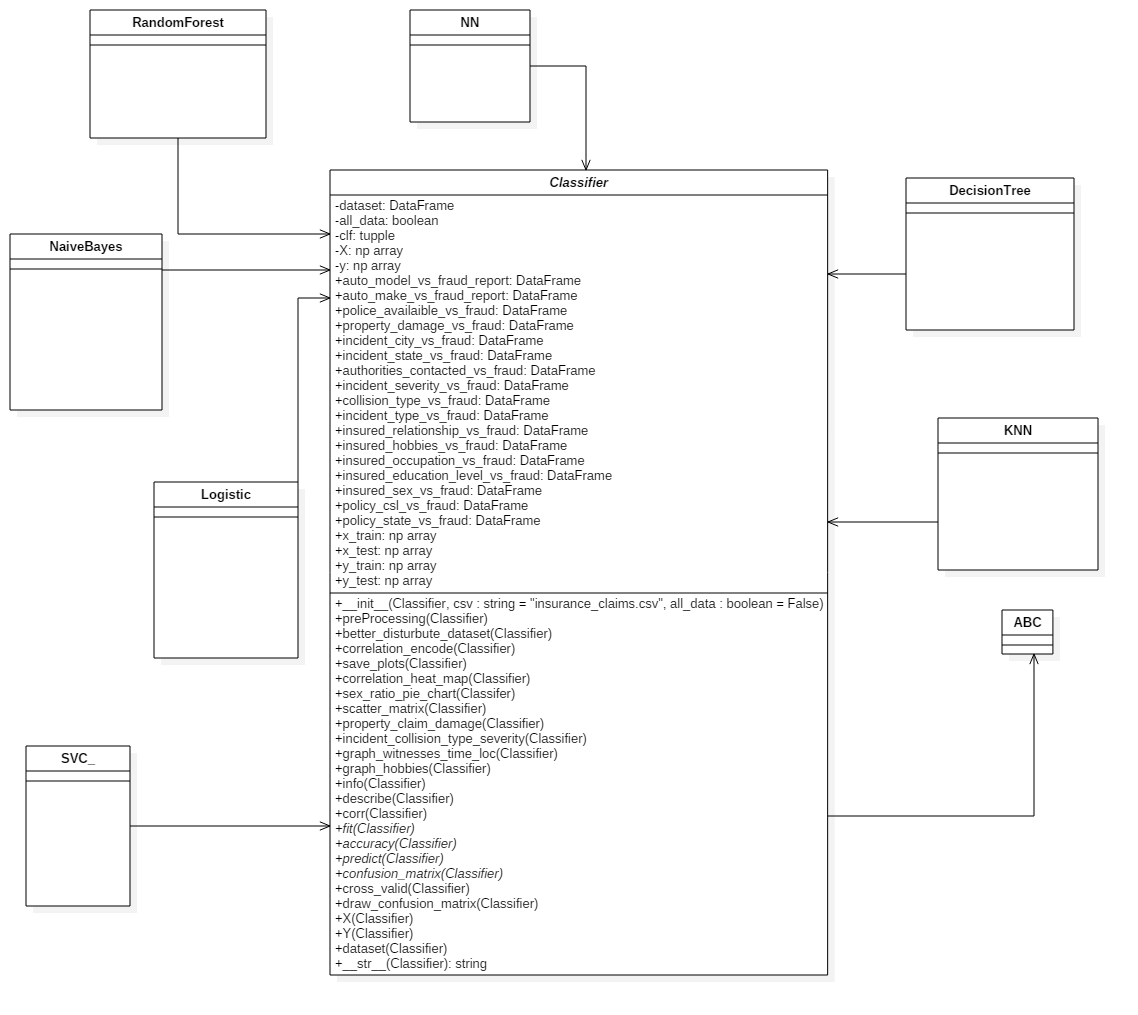 RandomForest
NN
Classifier
-dataset: DataFrame
-all_data: boolean
-clf: tupple
-X: np array
-y: np array
+auto_model_vs_fraud_report: DataFrame
+auto_make_vs_fraud_report: DataFrame
+police_availaible_vs_fraud: DataFrame
+property_damage_vs_fraud: DataFrame
+incident_city_vs_fraud: DataFrame
+incident_state_vs_fraud: DataFrame
+authorities_contacted_vs_fraud: DataFrame
+incident_severity_vs_fraud: DataFrame
+collision_type_vs_fraud: DataFrame
+incident_type_vs_fraud: DataFrame
+insured_relationship_vs_fraud: DataFrame
+insured_hobbies_vs_fraud: DataFrame
+insured_occupation_vs_fraud: DataFrame
+insured_education_level_vs_fraud: DataFrame
+insured_sex_vs_fraud: DataFrame
+policy_csl_vs_fraud: DataFrame
+policy_state_vs_fraud: DataFrame
+x_train: np array
+x_test: np array
+y_train: np array
+y_test: np array
+__init__(Classifier, csv : string = "insurance_claims.csv", all_data : boolean = False)
+preProcessing(Classifier)
+better_disturbute_dataset(Classifier)
+correlation_encode(Classifier)
+save_plots(Classifier)
+correlation_heat_map(Classifier)
+sex_ratio_pie_chart(Classifer)
+scatter_matrix(Classifier)
+property_claim_damage(Classifier)
+incident_collision_type_severity(Classifier)
+graph_witnesses_time_loc(Classifier)
+graph_hobbies(Classifier)
+info(Classifier)
+describe(Classifier)
+corr(Classifier)
+fit(Classifier)
+accuracy(Classifier)
+predict(Classifier)
+confusion_matrix(Classifier)
+cross_valid(Classifier)
+draw_confusion_matrix(Classifier)
+X(Classifier)
+Y(Classifier)
+dataset(Classifier)
+__str__(Classifier): string
DecisionTree
NaiveBayes
KNN
Logistic
ABC
SVC_